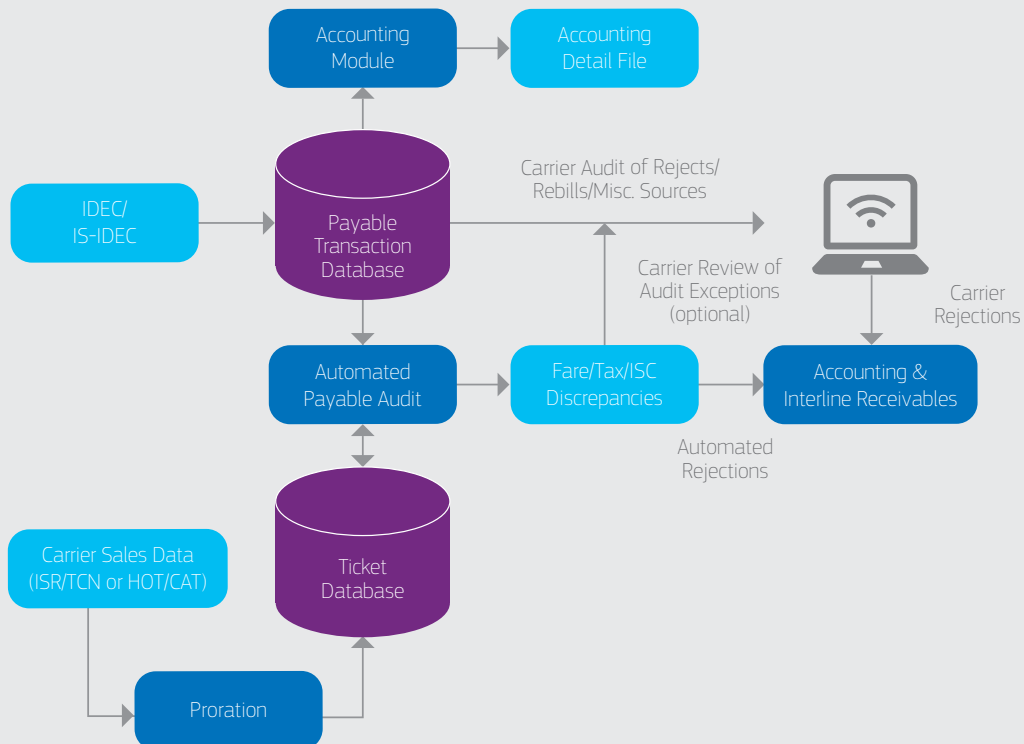 Accounting
Module
Accounting
Detail File
Carrier Audit of Rejects/
Rebills/Misc. Sources
IDEC/
IS-IDEC
Payable
Transaction
Database
Carrier Review of
Audit Exceptions
(optional)
Carrier
Rejections
Automated
Payable Audit
Fare/Tax/ISC
Discrepancies
Accounting &
Interline Receivables
Automated
Rejections
Carrier Sales Data
(ISR/TCN or HOT/CAT)
Ticket
Database
Proration